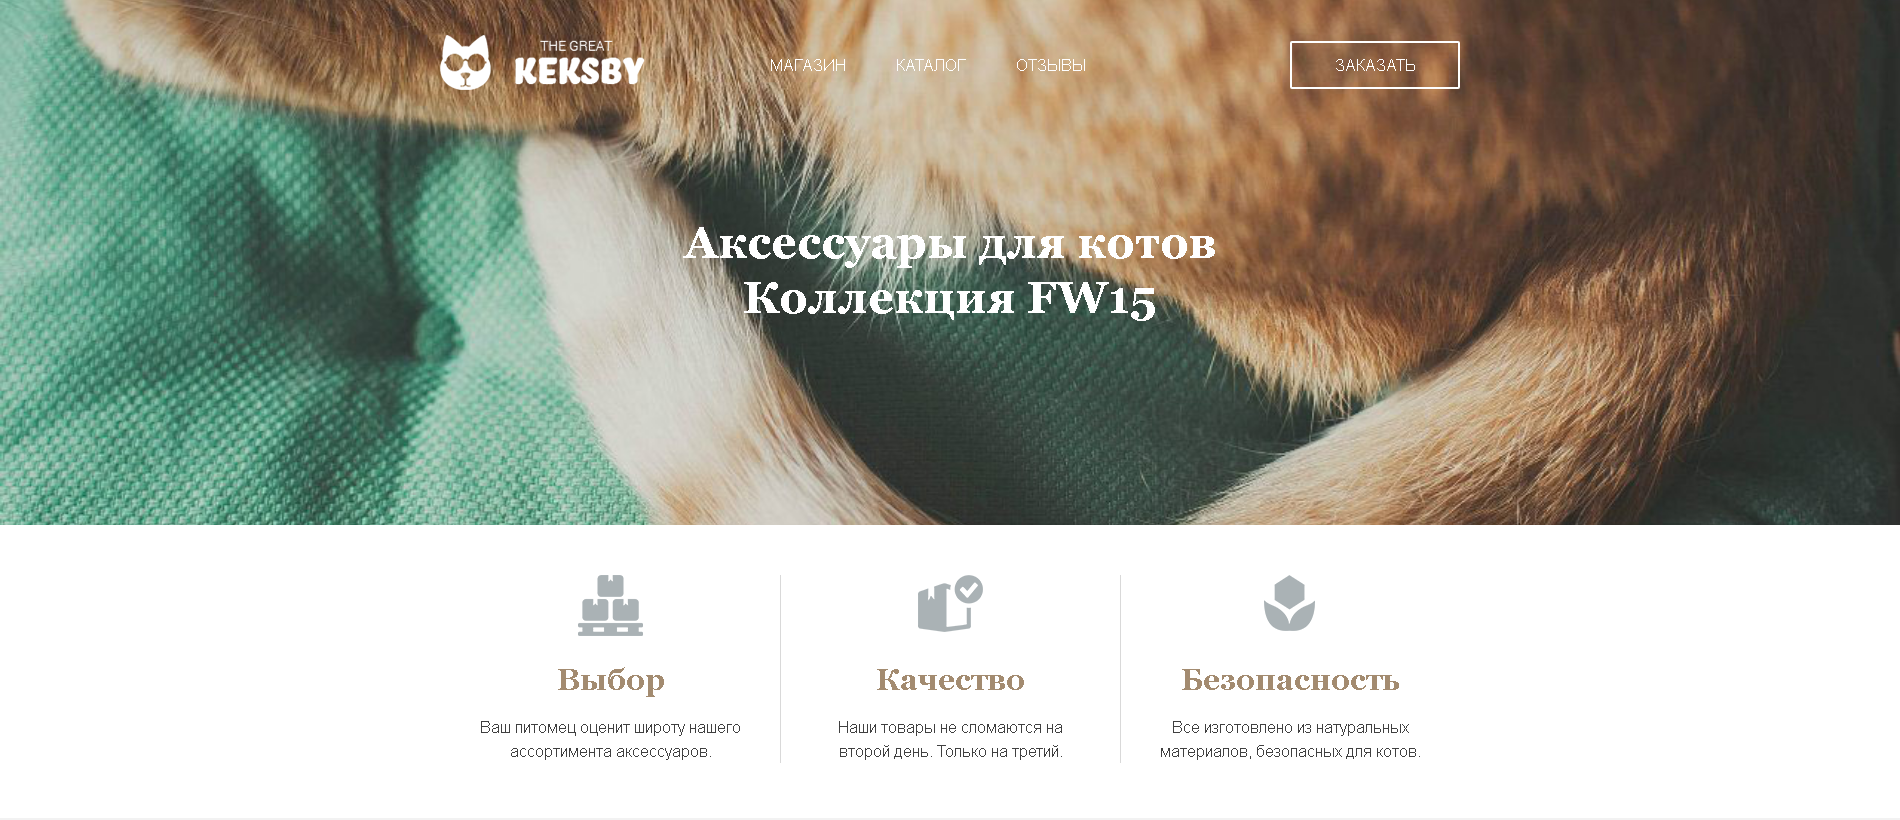 THE GREAT
KEKSBY
МАГАЗИН
КАТАЛОГ
ОТЗЫВЫ
ЗАКАЗАТЬ
Аксессуары для котов
Коллекция FW15
Выбор
Ваш питомец оценит широту нашего
ассортимента аксессуаров.
Качество
Наши товары не сломаются на
второй день. Только на третий.
Безопасность
Все изготовлено из натуральных
материалов, безопасных для котов.